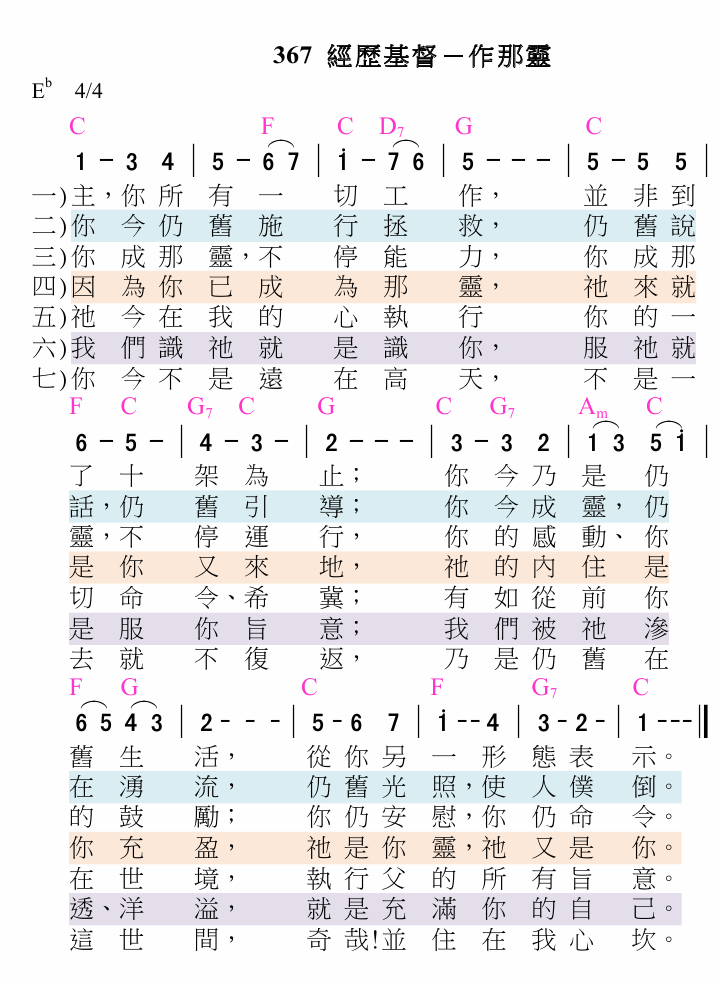 367 經歷基督－作那靈
E♭ 4/4
C F C D7 G C
1 － 3 4 | 5 － 6 7 | i － 7 6 | 5 － － － | 5 － 5 5 |
一)主，你所有一切工作，並非到
二)你今仍舊施行拯救，仍舊說
三)你成那靈，不停能力，你成那
四)因為你已成為那靈，祂來就
五)祂今在我的心執行你的一
六)我們識祂就是識你，服祂就
七)你今不是遠在高天，不是一
F C G7 C G C G7 Am C
6 － 5 － | 4 － 3 － | 2 － － － | 3 － 3 2 | 1 3 5 i |
了十架為止；你今乃是仍
話，仍舊引導；你今成靈，仍
靈，不停運行，你的感動、你
是你又來地，祂的內住是
切命令、希冀；有如從前你
是服你旨意；我們被祂滲
去就不復返，乃是仍舊在
F G C F G7 C
6 5 4 3 | 2 - - - | 5 - 6 7 | i - - 4 | 3 - 2 - | 1 - - - ‖
舊生活，從你另一形態表示。
在湧流，仍舊光照，使人僕倒。
的鼓勵；你仍安慰，你仍命令。
你充盈，祂是你靈，祂又是你。
在世境，執行父的所有旨意。
透、洋溢，就是充滿你的自己。
這世間，奇哉!並住在我心坎。